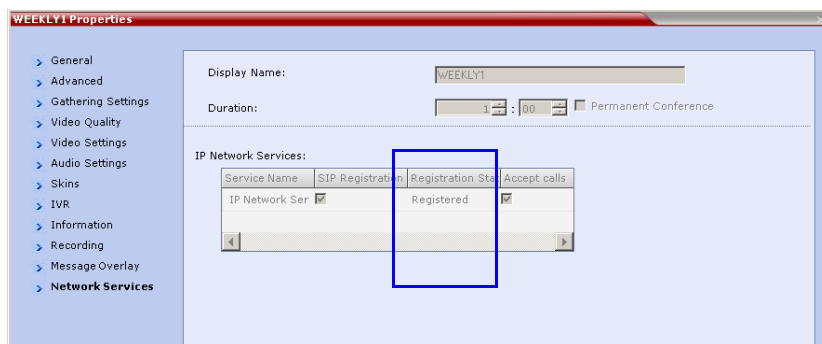 WEEKLY1 Properties
General
Advanced
Gathering Settings
Video Quality
Video Settings
Audio Settings
Skins
IVR
Information
Recording
Message Overlay
Network Services
Display Name: WEEKLY1
Duration: 1 : 00 Permanent Conference
IP Network Services:
Service Name SIP Registration Registration Stat Accept calls
IP Network Ser Registered